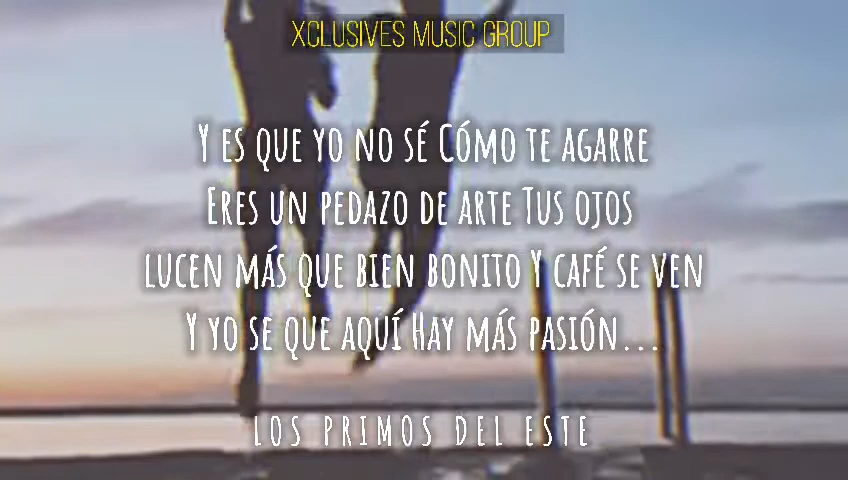 XCLUSIVES MUSIC GROUP
Y ES QUE YO NO SÉ CÓMO TE AGARRE
ERES UN PEDAZO DE ARTE TUS OJOS
LUCEN MÁS QUE BIEN BONITO Y CAFÉ SE VEN
Y YO SE QUE AQUÍ HAY MÁS PASIÓN...
LOS PRIMOS DEL ESTE